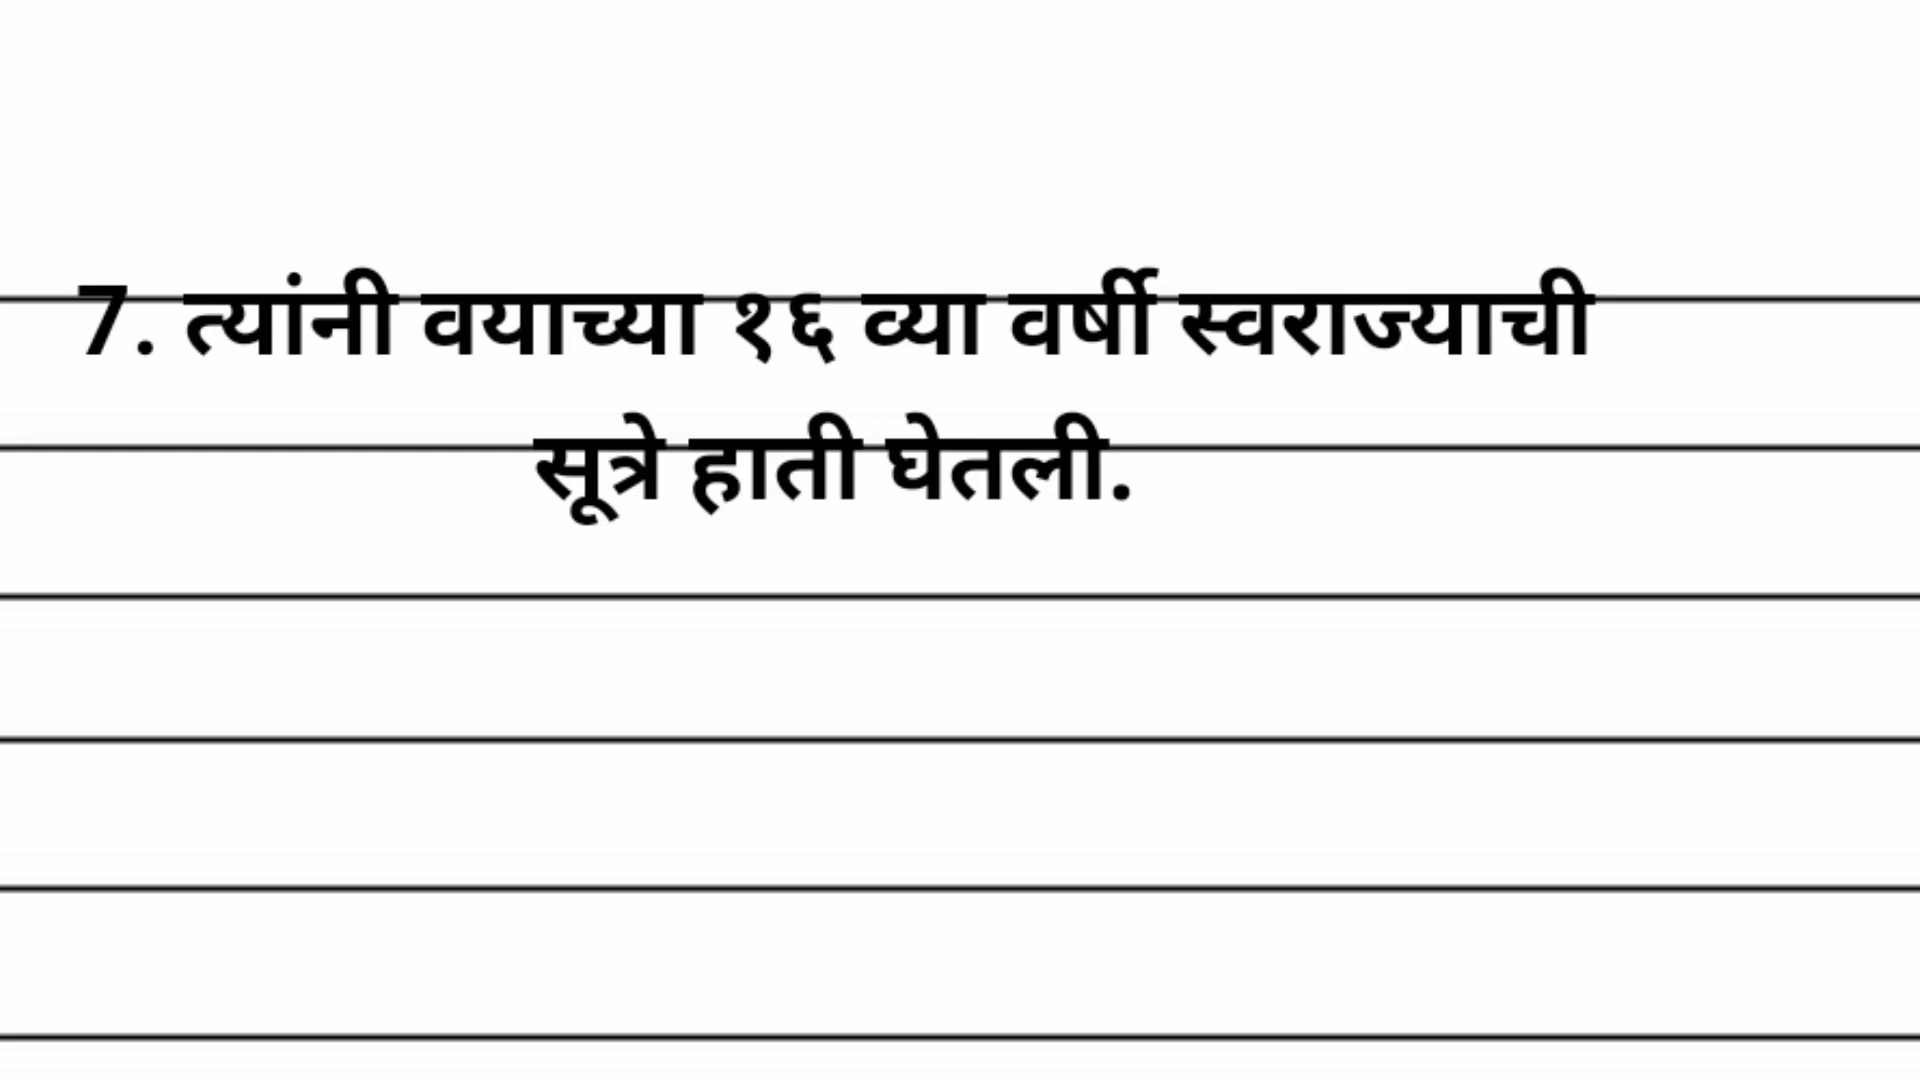 7. त्यांनी वयाच्या १६ व्या वर्षी स्वराज्याची
सूत्रे हाती घेतली.